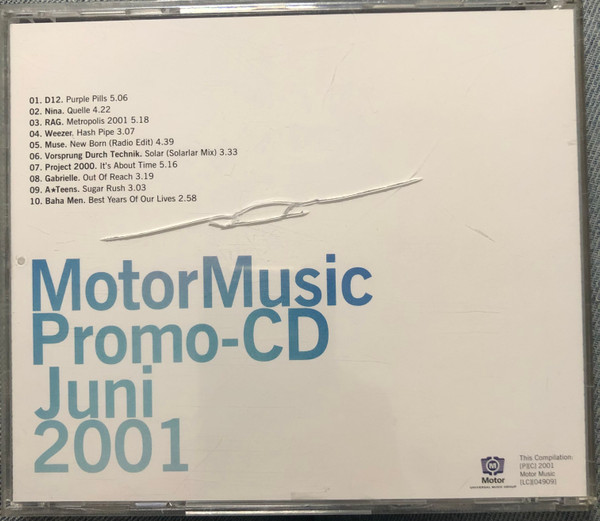 01. D12. Purple Pills 5.06
02. Nina. Quelle 4.22
03. RAG. Metropolis 2001 5.18
04. Weezer. Hash Pipe 3.07
05. Muse. New Born (Radio Edit) 4.39
06. Vorsprung Durch Technik. Solar (Solarlar Mix) 3.33
07. Project 2000. It's About Time 5.16
08. Gabrielle. Out Of Reach 3.19
09. A★Teens. Sugar Rush 3.03
10. Baha Men. Best Years Of Our Lives 2.58
MotorMusic
Promo-CD
Juni
2001
M
Motor
UNIVERSAL MUSIC GROUP
This Compilation:
[P][C] 2001
Motor Music
[LC][04909]